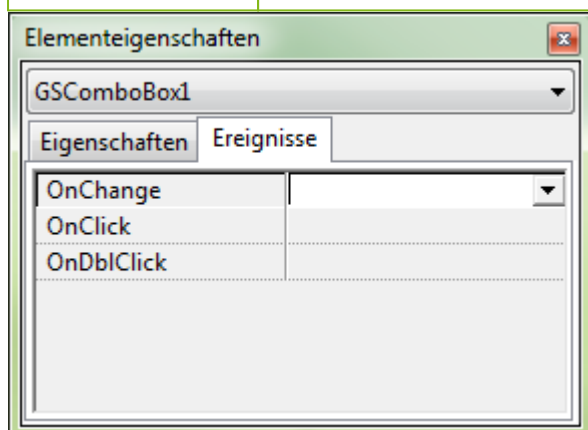 Elementeigenschaften
GSComboBox1
Eigenschaften Ereignisse
OnChange
OnClick
OnDblClick